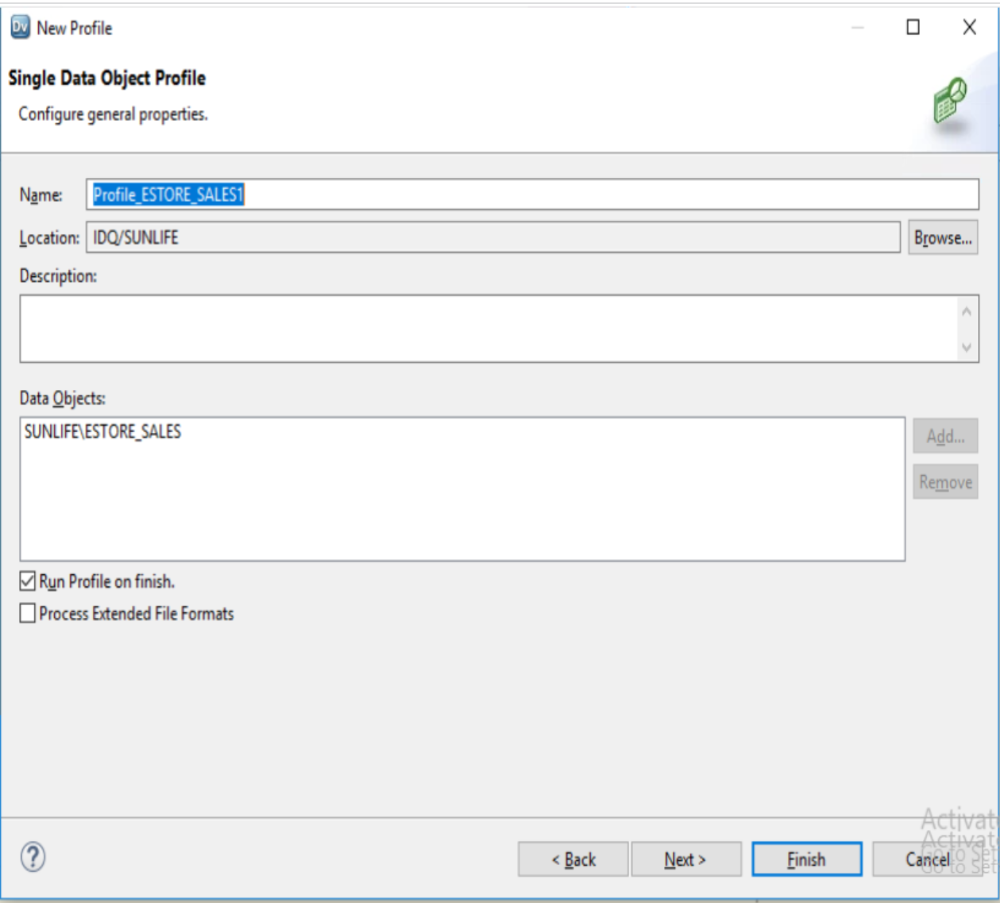 Dv New Profile
Single Data Object Profile
Configure general properties.
Name: Profile_ESTORE_SALES1
Location: IDQ/SUNLIFE Browse...
Description:
Data Objects:
SUNLIFE\ESTORE_SALES
Add...
Remove
Run Profile on finish.
Process Extended File Formats
Activat
Activat
Go to Set
Go to Set
? < Back Next > Finish Cancel